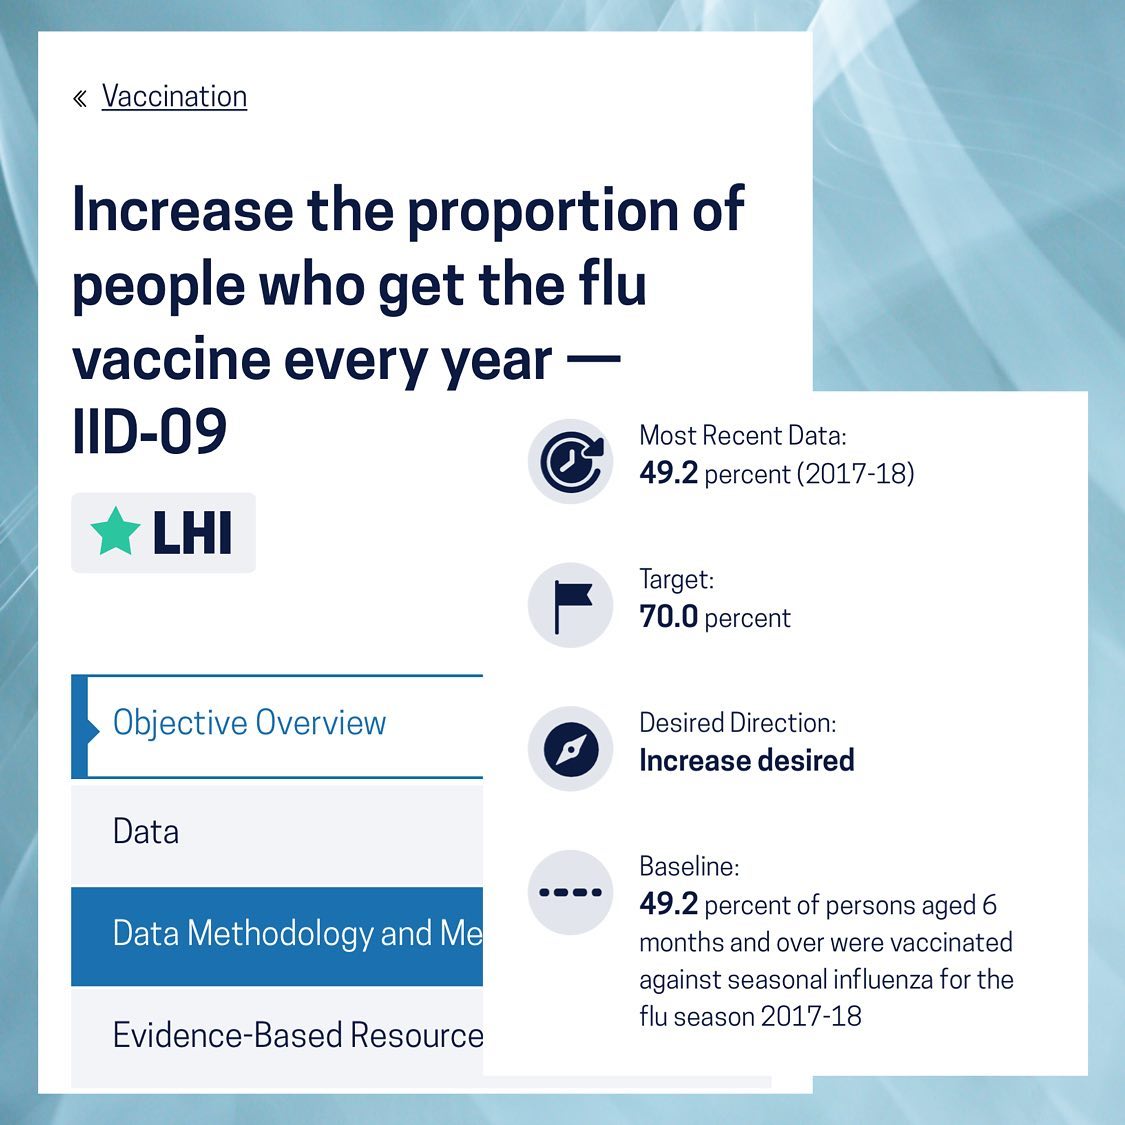 « Vaccination
Increase the proportion of
people who get the flu
vaccine every year —
IID-09
LHI
Objective Overview
Data
Data Methodology and Me
Evidence-Based Resource
Most Recent Data:
49.2 percent (2017-18)
Target:
70.0 percent
Desired Direction:
Increase desired
Baseline:
49.2 percent of persons aged 6
months and over were vaccinated
against seasonal influenza for the
flu season 2017-18